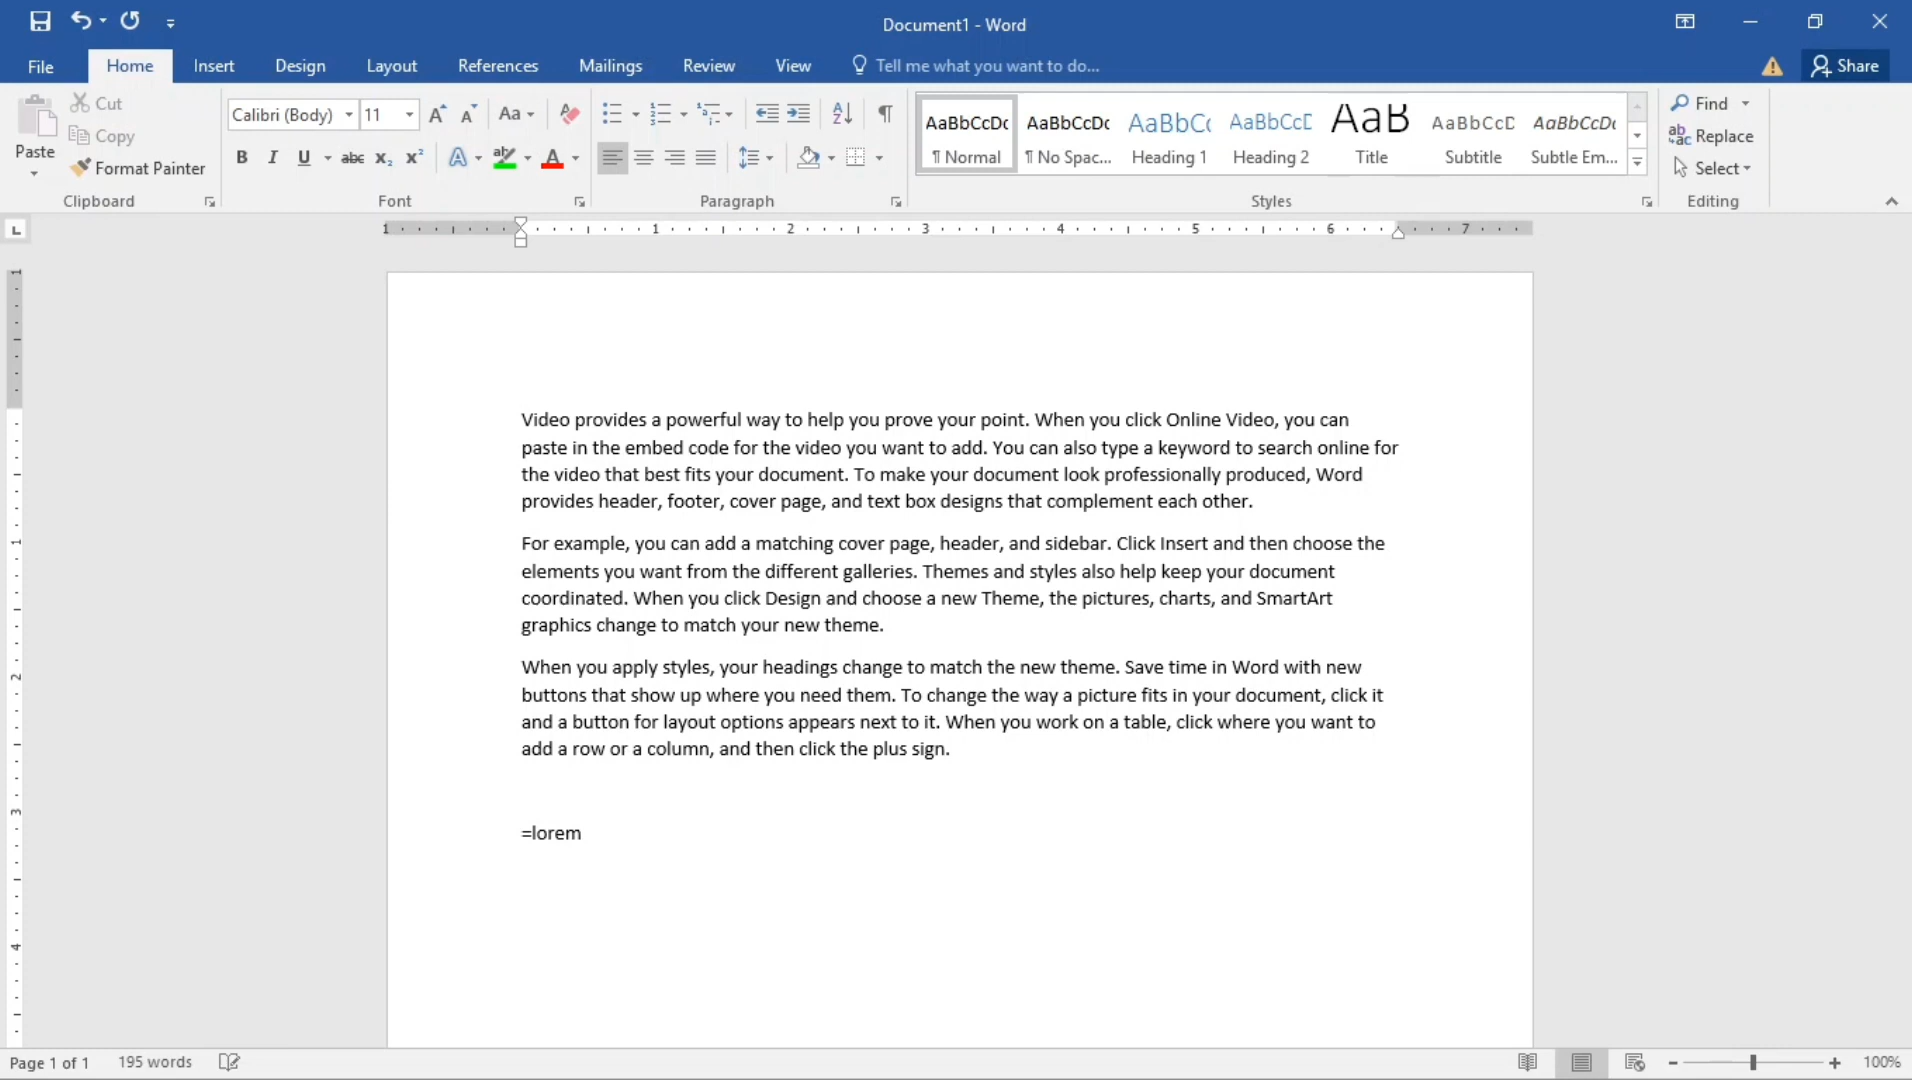 Document1 - Word
File Home Insert Design Layout References Mailings Review View Tell me what you want to do... Share
Paste
Cut
Copy
Format Painter
Clipboard
Calibri (Body) 11
Font
Paragraph
AaBbCcDc AaBbCcDc AaBbC AaBbCcD AaB AaBbCcD AaBbCcDc
¶ Normal ¶ No Spac... Heading 1 Heading 2 Title Subtitle Subtle Em...
Styles
Find
Replace
Select
Editing
1 1 2 3 4 5 6 7
Video provides a powerful way to help you prove your point. When you click Online Video, you can
paste in the embed code for the video you want to add. You can also type a keyword to search online for
the video that best fits your document. To make your document look professionally produced, Word
provides header, footer, cover page, and text box designs that complement each other.
For example, you can add a matching cover page, header, and sidebar. Click Insert and then choose the
elements you want from the different galleries. Themes and styles also help keep your document
coordinated. When you click Design and choose a new Theme, the pictures, charts, and SmartArt
graphics change to match your new theme.
When you apply styles, your headings change to match the new theme. Save time in Word with new
buttons that show up where you need them. To change the way a picture fits in your document, click it
and a button for layout options appears next to it. When you work on a table, click where you want to
add a row or a column, and then click the plus sign.
=lorem
Page 1 of 1 195 words 100%